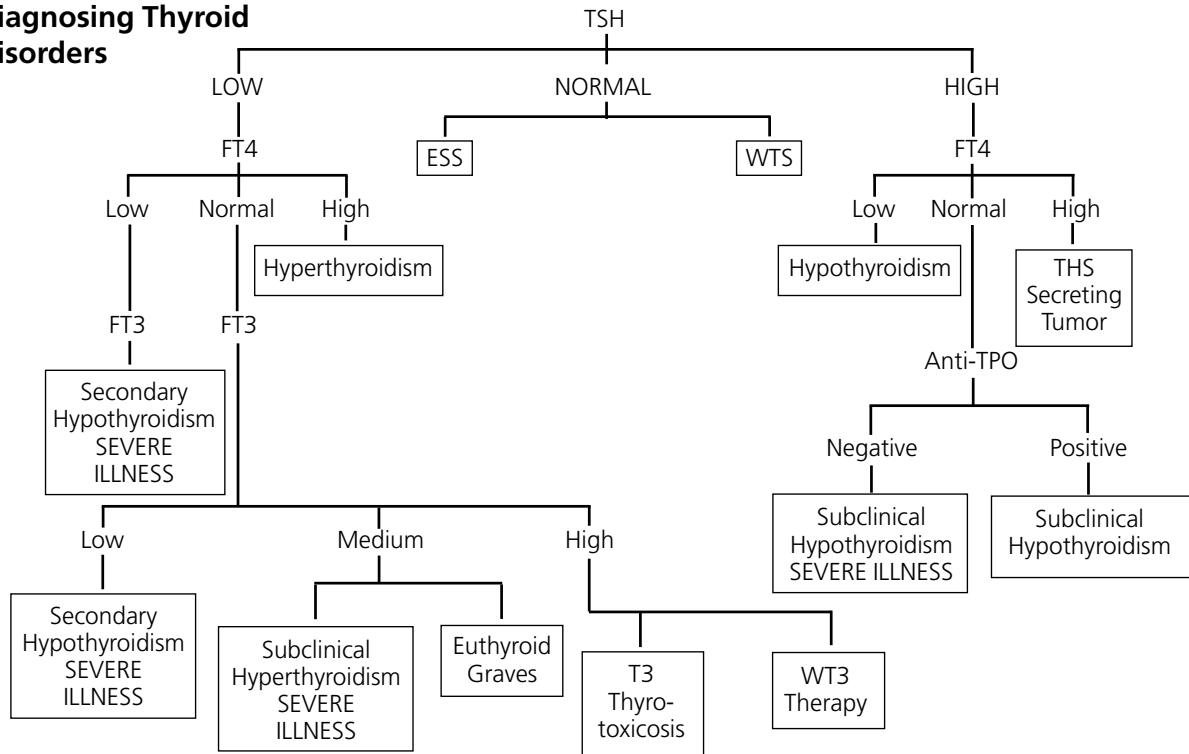 iagnosing Thyroid
isorders
TSH
LOW
NORMAL
HIGH
FT4
ESS
WTS
FT4
Low
Normal
High
Low
Normal
High
Hyperthyroidism
Hypothyroidism
THS
Secreting
Tumor
FT3
FT3
Anti-TPO
Secondary
Hypothyroidism
SEVERE
ILLNESS
Negative
Positive
Subclinical
Hypothyroidism
SEVERE ILLNESS
Subclinical
Hypothyroidism
Low
Medium
High
Secondary
Hypothyroidism
SEVERE
ILLNESS
Subclinical
Hyperthyroidism
SEVERE
ILLNESS
Euthyroid
Graves
T3
Thyro-
toxicosis
WT3
Therapy